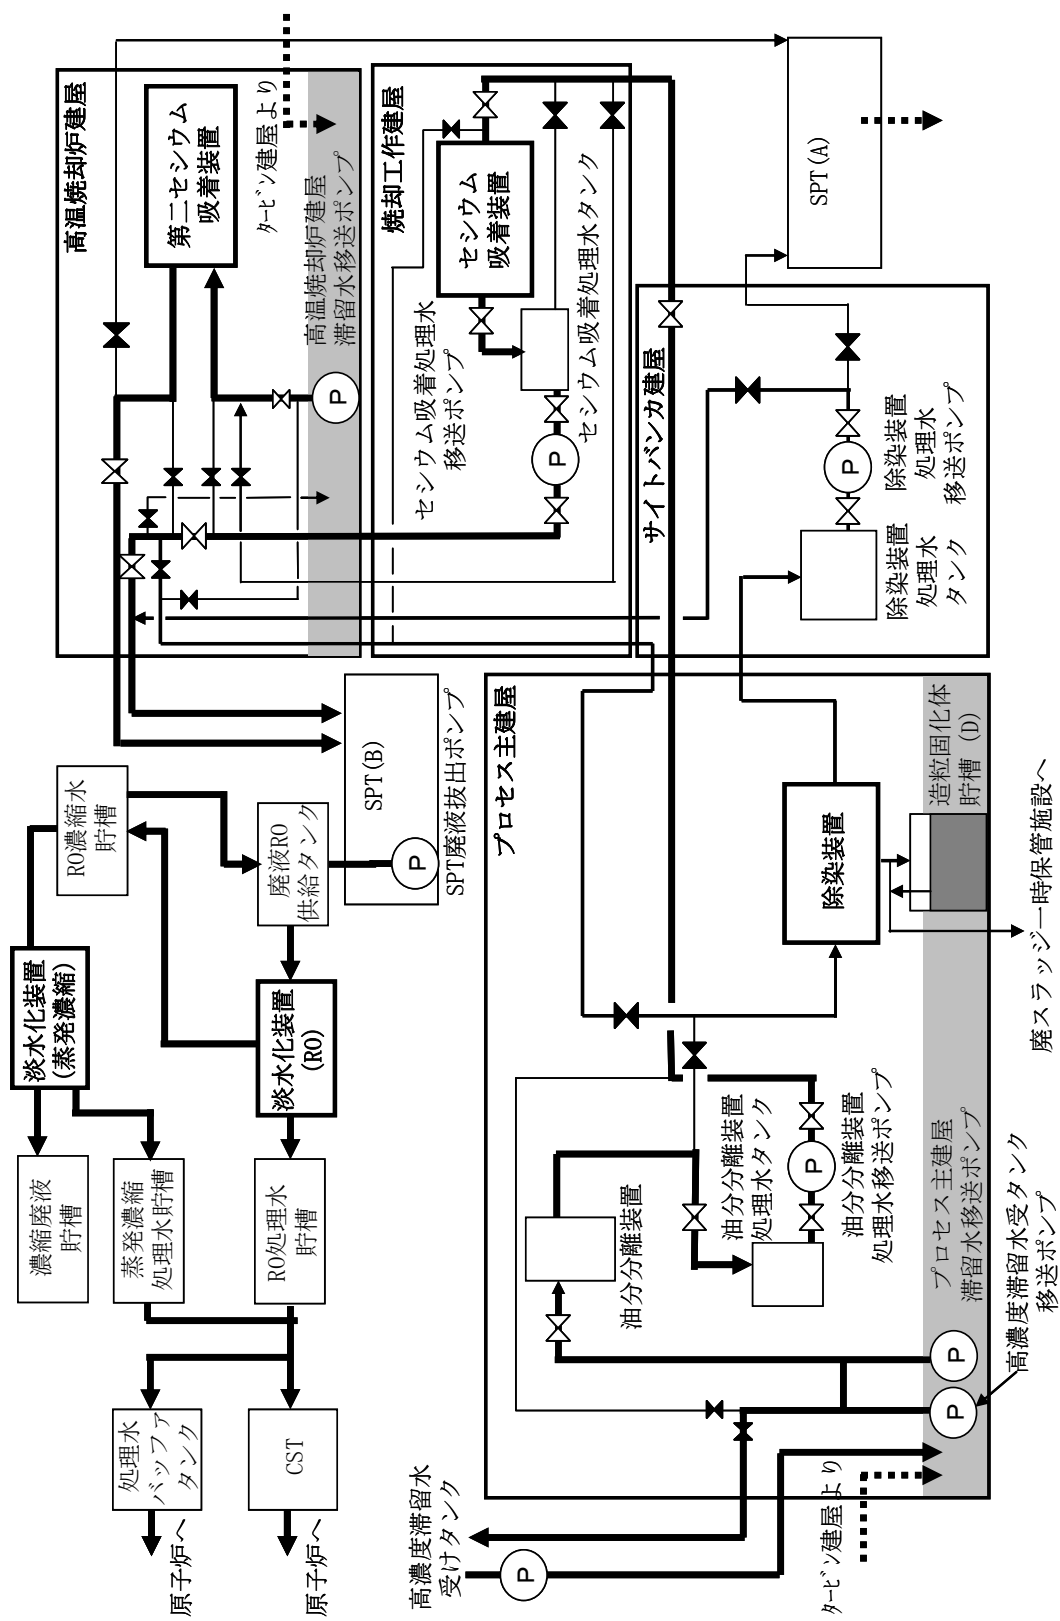 高温焼却炉建屋
第二セシウム
吸着装置
ﾀｰﾋﾞﾝ建屋より
高温焼却炉建屋
滞留水移送ポンプ
P
焼却工作建屋
セシウム
吸着装置
セシウム吸着処理水タンク
セシウム吸着処理水
移送ポンプ
P
SPT(A)
サイトバンカ建屋
除染装置
処理水
移送ポンプ
P
除染装置
処理水
タンク
SPT(B)
P
SPT廃液抜出ポンプ
RO濃縮水
貯槽
廃液RO
供給タンク
淡水化装置
(蒸発濃縮)
淡水化装置
(RO)
濃縮廃液
貯槽
蒸発濃縮
処理水貯槽
RO処理水
貯槽
処理水
バッファ
タンク
CST
原子炉へ
原子炉へ
プロセス主建屋
除染装置
造粒固化体
貯槽 (D)
廃スラッジ一時保管施設へ
油分分離装置
油分分離装置
処理水タンク
油分分離装置
処理水移送ポンプ
P
プロセス主建屋
滞留水移送ポンプ
P
P
高濃度滞留水受タンク
移送ポンプ
高濃度滞留水
受けタンク
P
ﾀｰﾋﾞﾝ建屋より